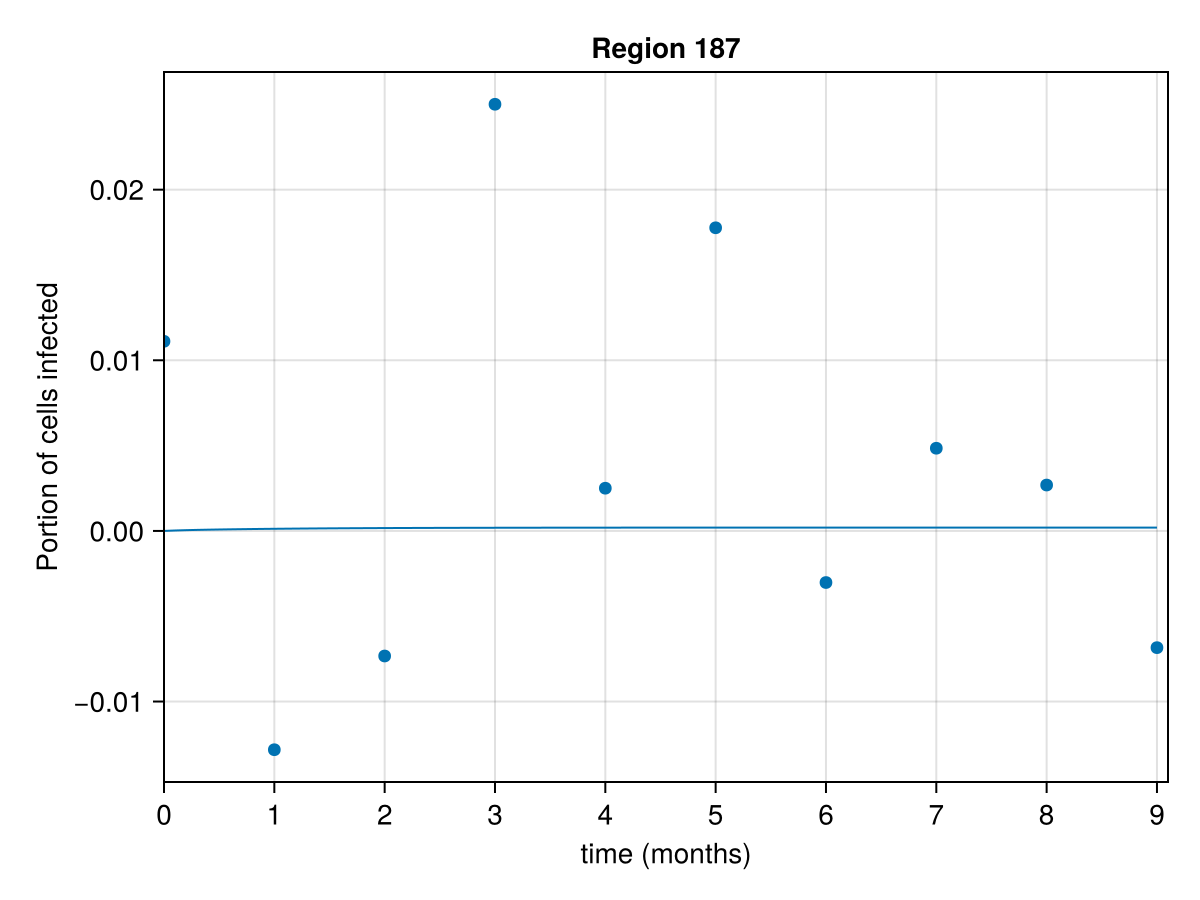 Region 187
Portion of cells infected
0.02
0.01
0.00
−0.01
0 1 2 3 4 5 6 7 8 9
time (months)